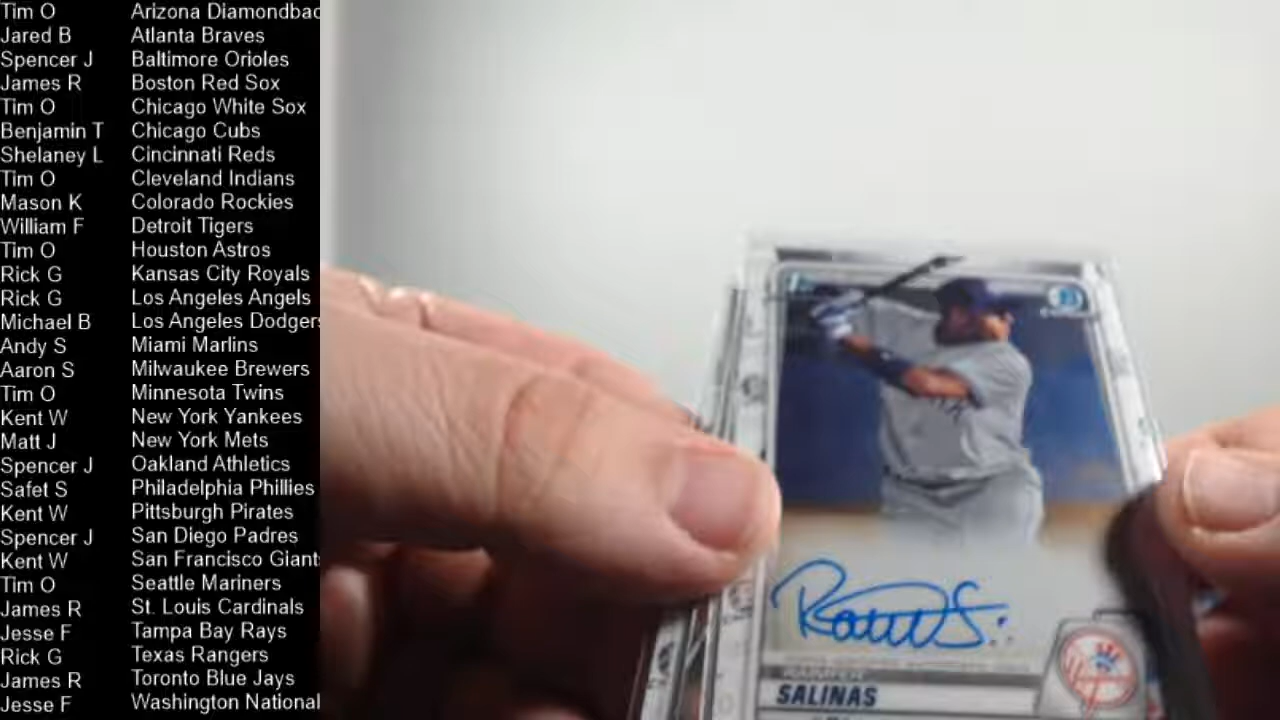 Tim O Arizona Diamondbac
Jared B Atlanta Braves
Spencer J Baltimore Orioles
James R Boston Red Sox
Tim O Chicago White Sox
Benjamin T Chicago Cubs
Shelaney L Cincinnati Reds
Tim O Cleveland Indians
Mason K Colorado Rockies
William F Detroit Tigers
Tim O Houston Astros
Rick G Kansas City Royals
Rick G Los Angeles Angels
Michael B Los Angeles Dodgers
Andy S Miami Marlins
Aaron S Milwaukee Brewers
Tim O Minnesota Twins
Kent W New York Yankees
Matt J New York Mets
Spencer J Oakland Athletics
Safet S Philadelphia Phillies
Kent W Pittsburgh Pirates
Spencer J San Diego Padres
Kent W San Francisco Giants
Tim O Seattle Mariners
James R St. Louis Cardinals
Jesse F Tampa Bay Rays
Rick G Texas Rangers
James R Toronto Blue Jays
Jesse F Washington National
SALINAS